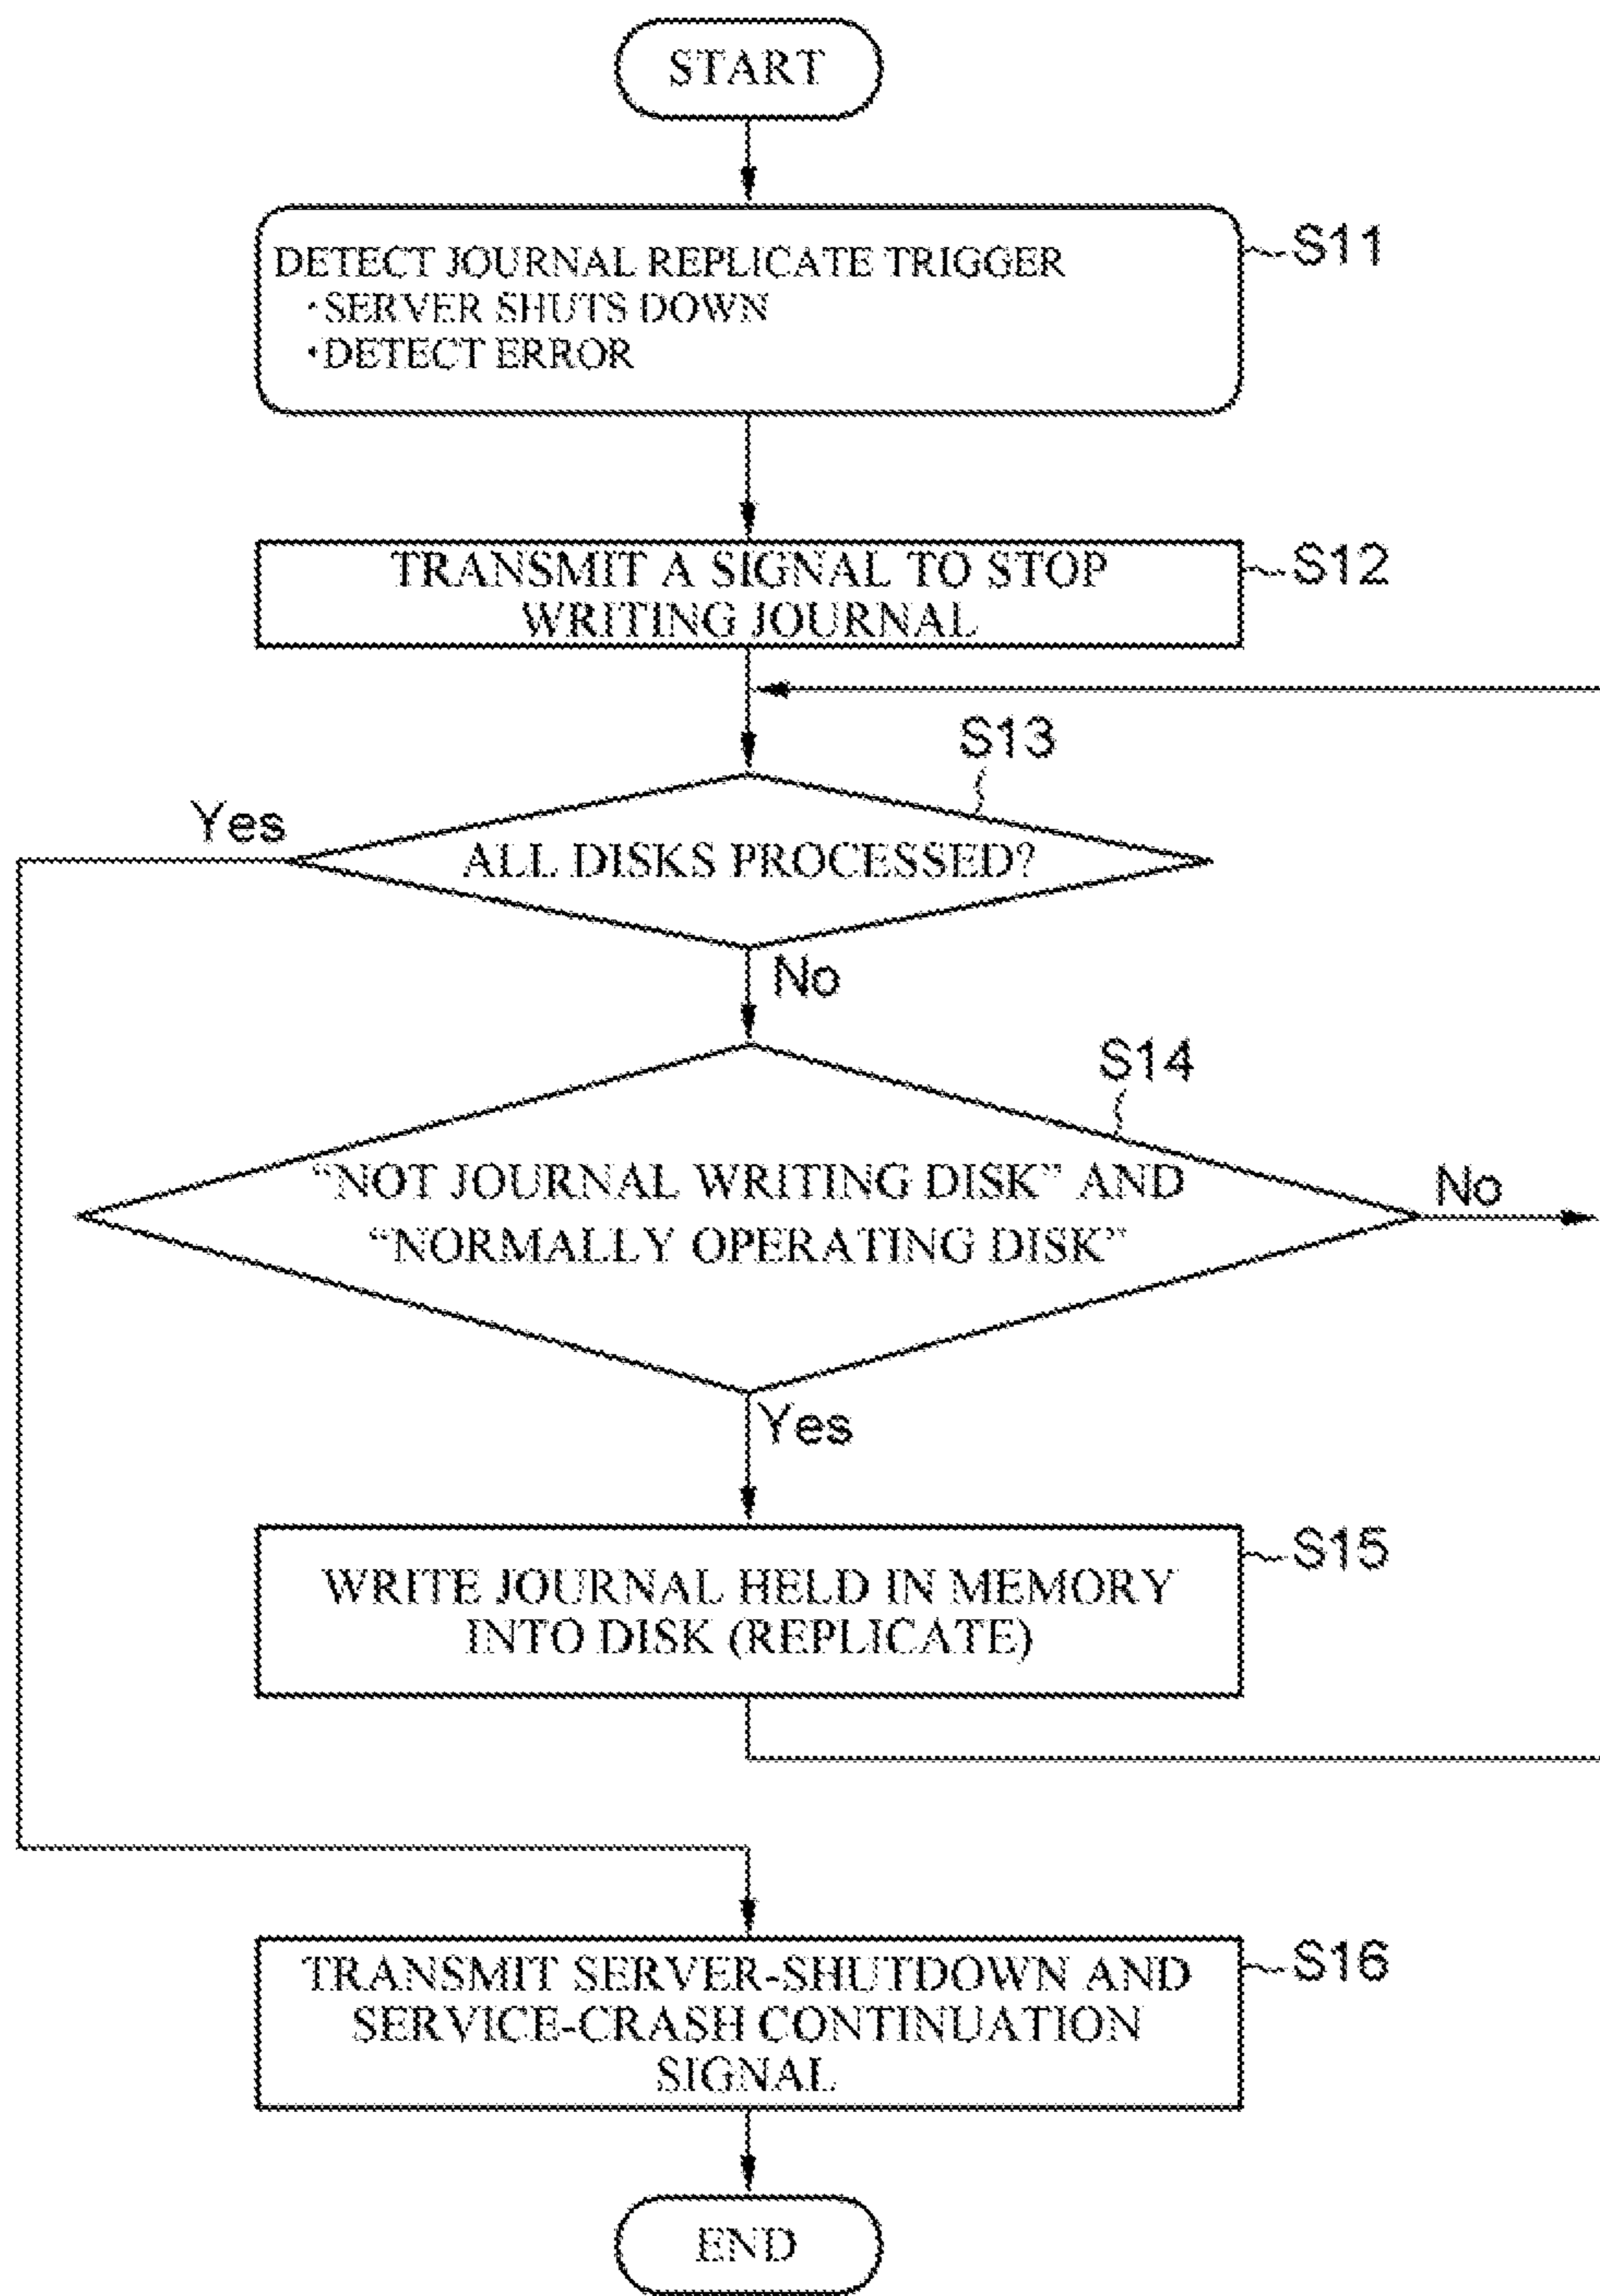 START
DETECT JOURNAL REPLICATE TRIGGER
・SERVER SHUTS DOWN
・DETECT ERROR
S11
TRANSMIT A SIGNAL TO STOP
WRITING JOURNAL
S12
S13
Yes
ALL DISKS PROCESSED?
No
S14
“NOT JOURNAL WRITING DISK” AND
“NORMALLY OPERATING DISK”
No
Yes
WRITE JOURNAL HELD IN MEMORY
INTO DISK (REPLICATE)
S15
TRANSMIT SERVER-SHUTDOWN AND
SERVICE-CRASH CONTINUATION
SIGNAL
S16
END